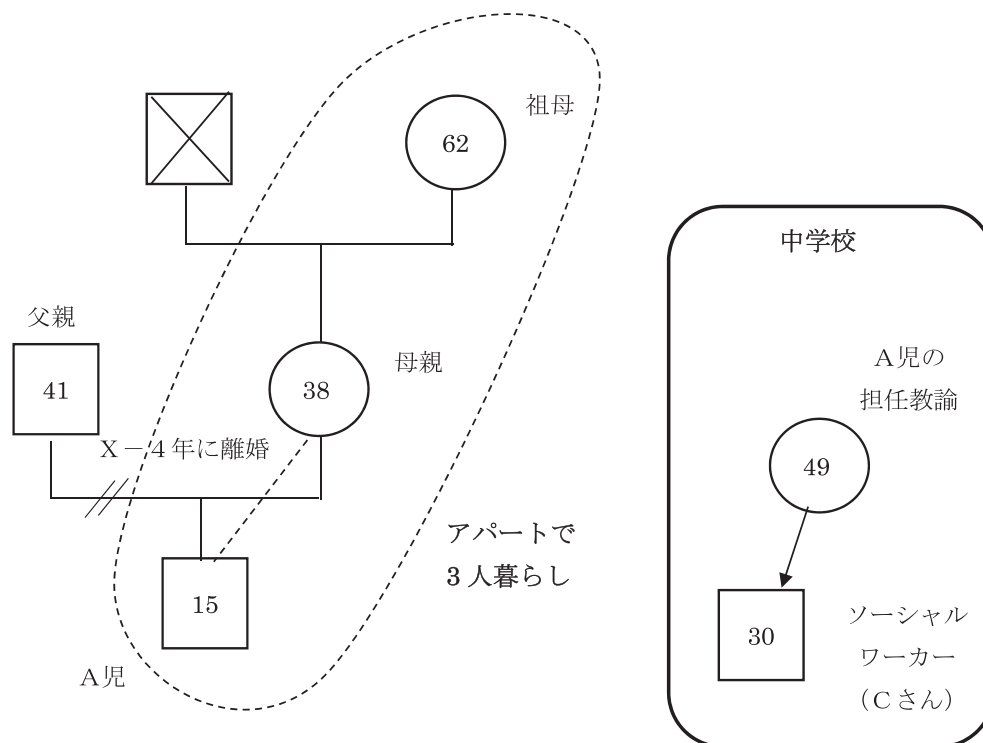 祖母
62
中学校
父親
41
38
母親
X－4年に離婚
A児の
担任教諭
49
アパートで
3人暮らし
15
A児
30
ソーシャル
ワーカー
（Cさん）